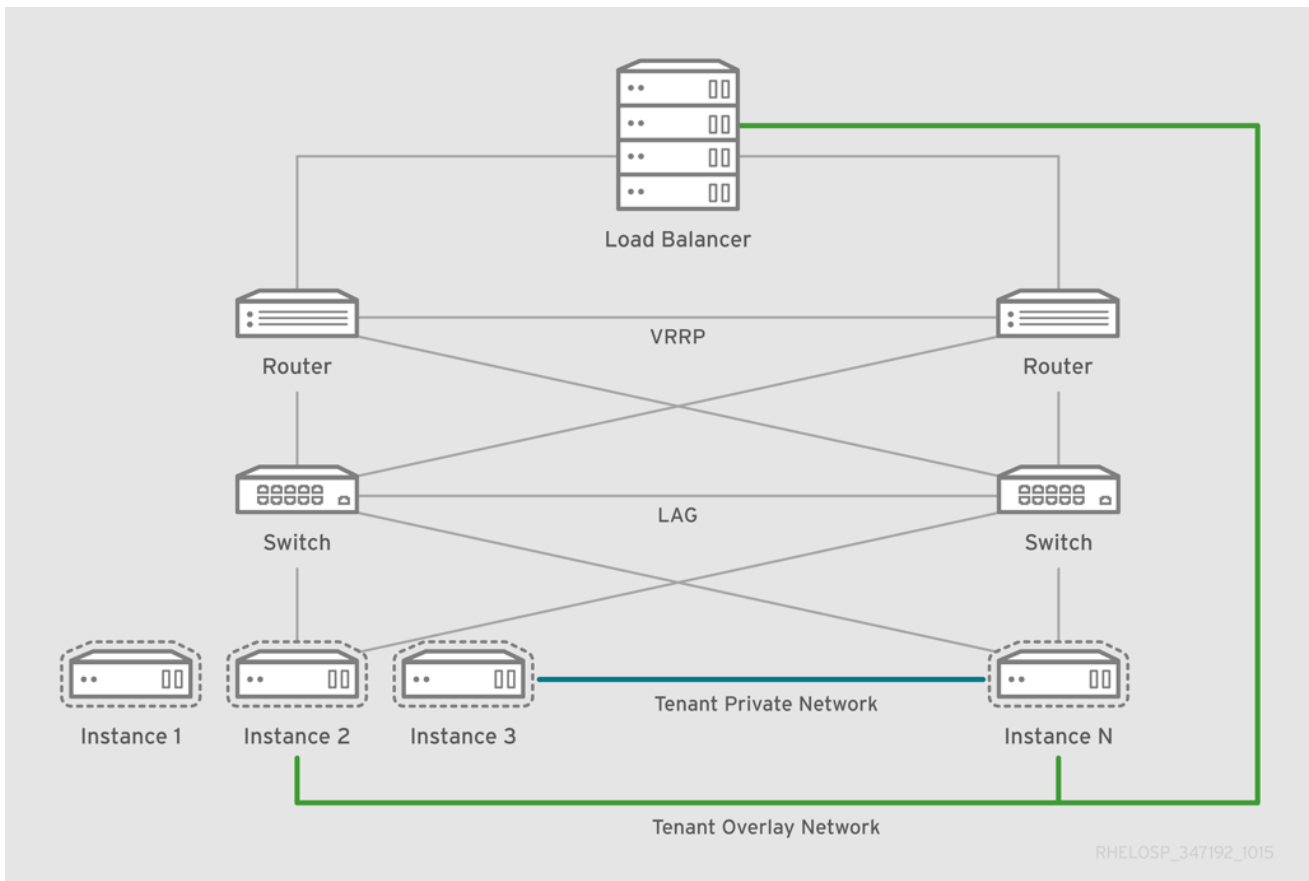 Load Balancer
VRRP
Router
Router
LAG
Switch
Switch
Tenant Private Network
Instance 1
Instance 2
Instance 3
Instance N
Tenant Overlay Network
RHELOSP_347192_1015